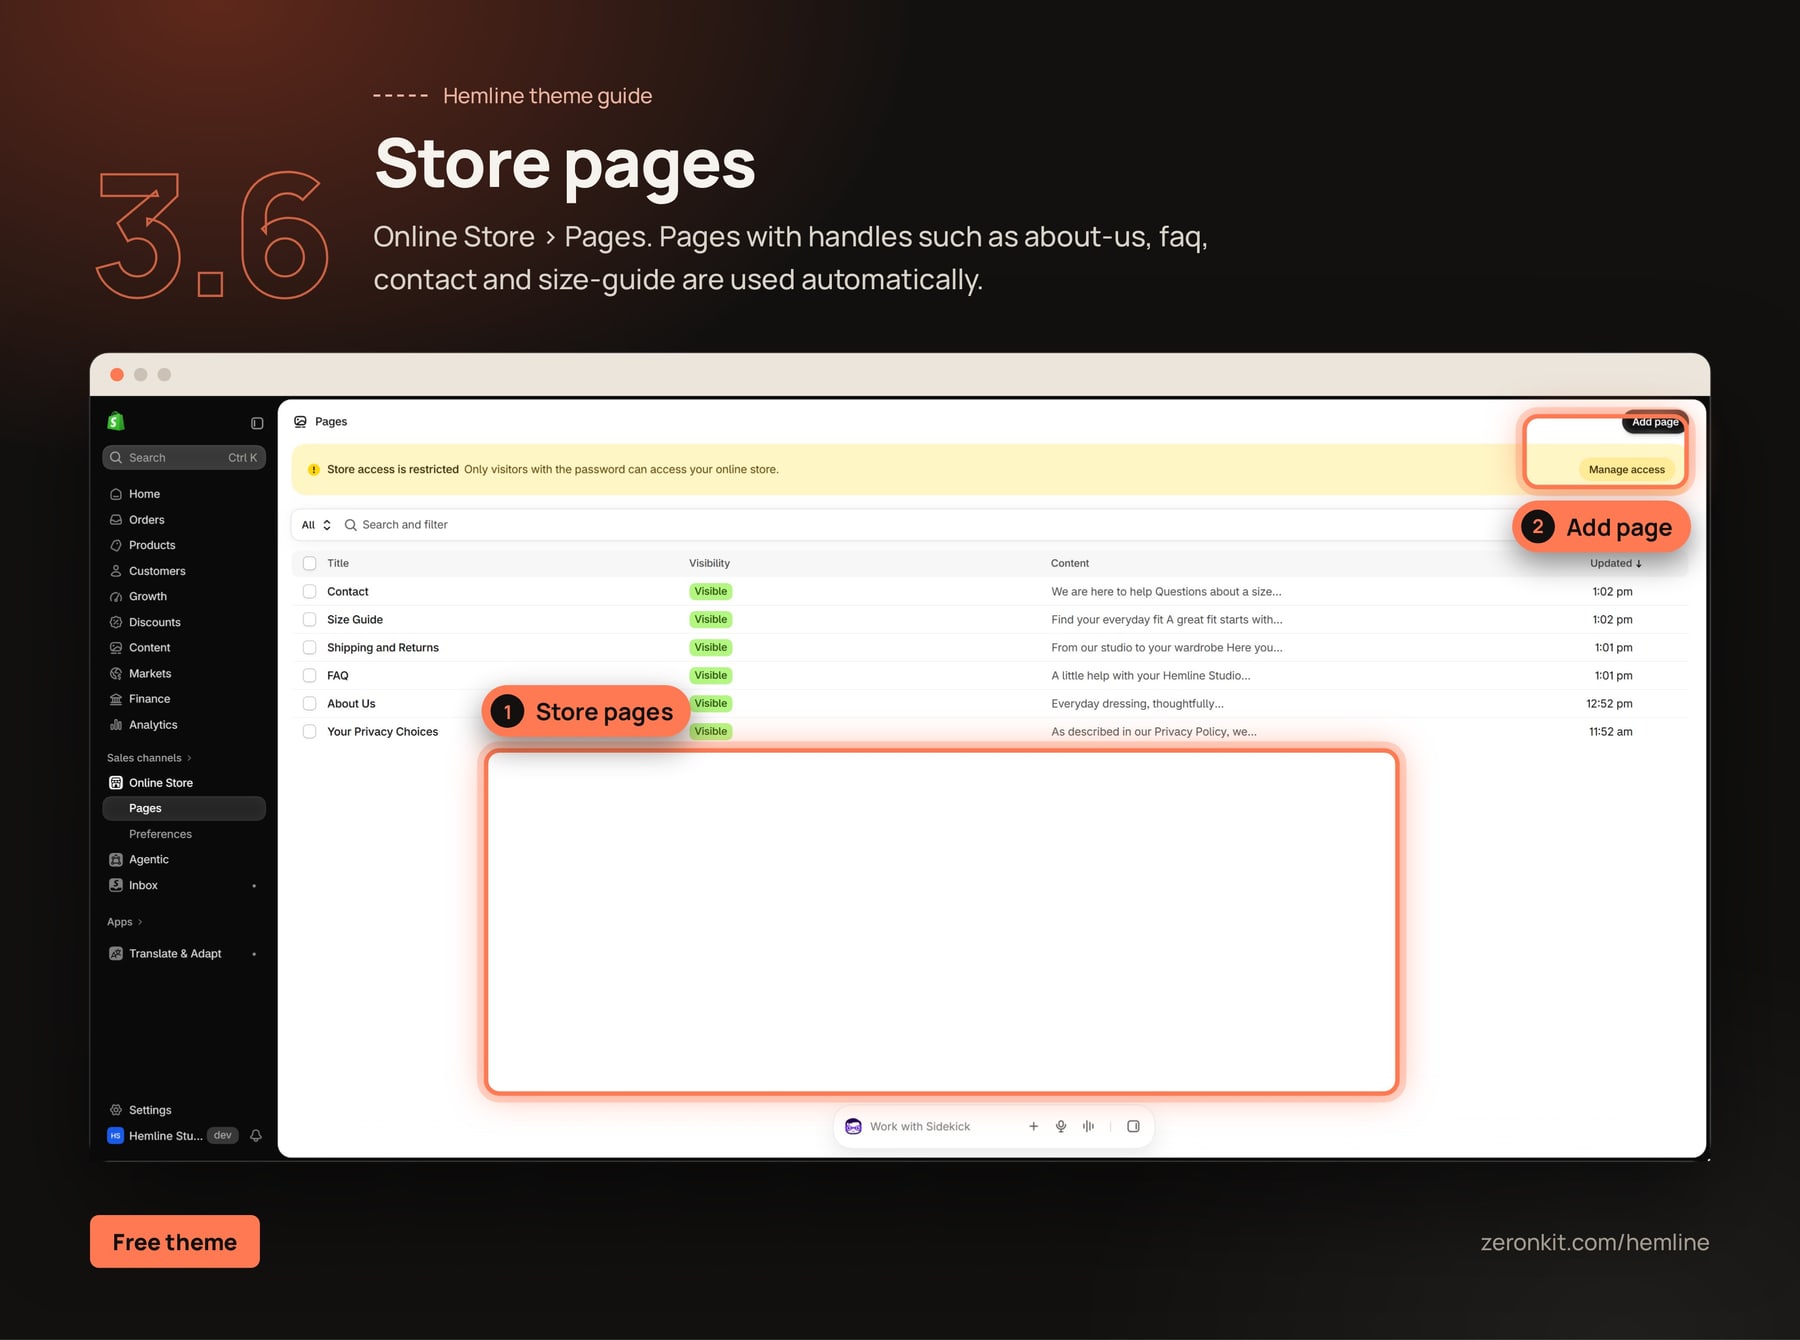 Hemline theme guide
3.6
Store pages
Online Store > Pages. Pages with handles such as about-us, faq,
contact and size-guide are used automatically.
Search Ctrl K
Home
Orders
Products
Customers
Growth
Discounts
Content
Markets
Finance
Analytics
Sales channels >
Online Store
Pages
Preferences
Agentic
Inbox
Apps >
Translate & Adapt
Settings
HS Hemline Stu... dev
Pages
Add page
Store access is restricted Only visitors with the password can access your online store.
Manage access
All Search and filter
2 Add page
Title Visibility Content Updated ↓
Contact Visible We are here to help Questions about a size... 1:02 pm
Size Guide Visible Find your everyday fit A great fit starts with... 1:02 pm
Shipping and Returns Visible From our studio to your wardrobe Here you... 1:01 pm
FAQ Visible A little help with your Hemline Studio... 1:01 pm
About Us Visible Everyday dressing, thoughtfully... 12:52 pm
1 Store pages
Your Privacy Choices Visible As described in our Privacy Policy, we... 11:52 am
Work with Sidekick
Free theme
zeronkit.com/hemline